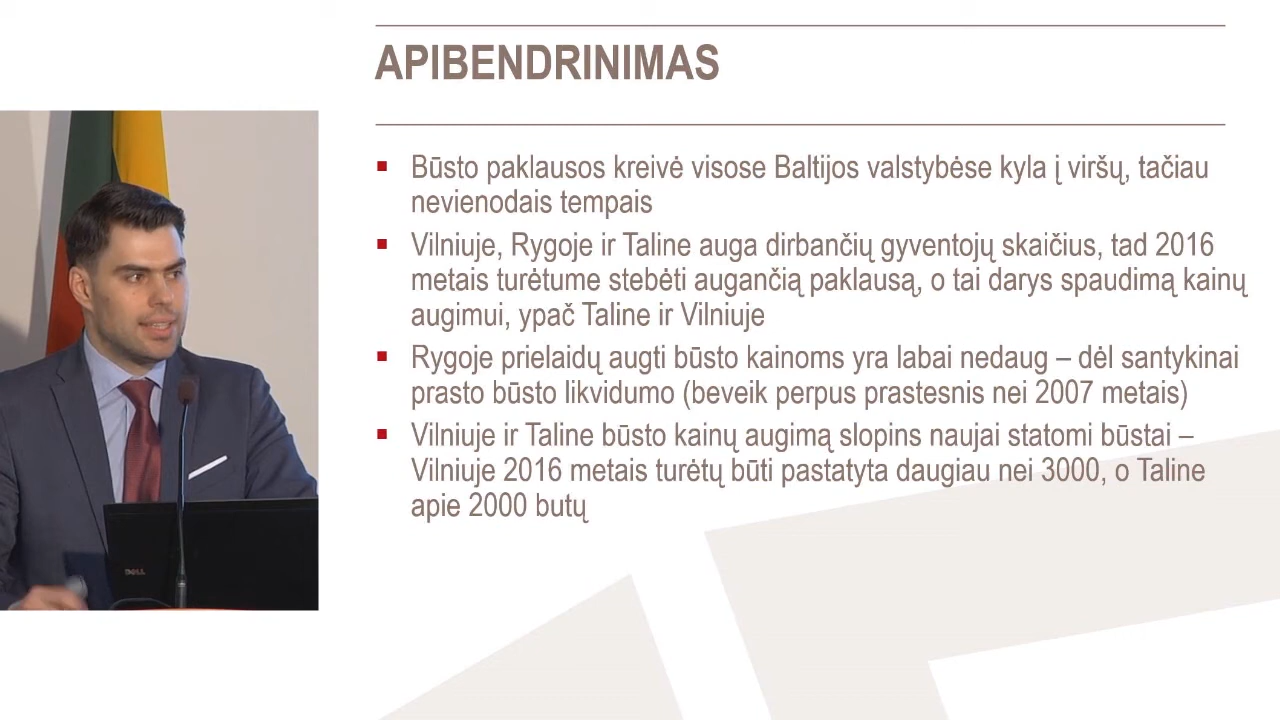 APIBENDRINIMAS
Būsto paklausos kreivė visose Baltijos valstybėse kyla į viršų, tačiau
nevienodais tempais
Vilniuje, Rygoje ir Taline auga dirbančių gyventojų skaičius, tad 2016
metais turėtume stebėti augančią paklausą, o tai darys spaudimą kainų
augimui, ypač Taline ir Vilniuje
Rygoje prielaidų augti būsto kainoms yra labai nedaug – dėl santykinai
prasto būsto likvidumo (beveik perpus prastesnis nei 2007 metais)
Vilniuje ir Taline būsto kainų augimą slopins naujai statomi būstai –
Vilniuje 2016 metais turėtų būti pastatyta daugiau nei 3000, o Taline
apie 2000 butų
DELL